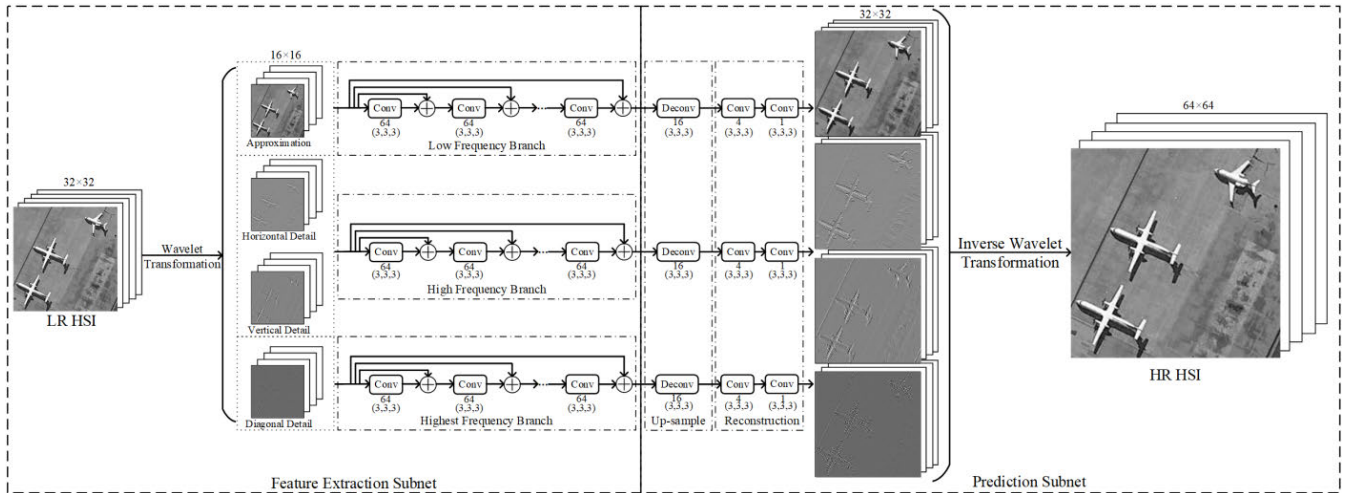 32×32
LR HSI
Wavelet
Transformation
16×16
Approximation
Horizontal Detail
Vertical Detail
Diagonal Detail
Conv
64
(3,3,3)
Conv
64
(3,3,3)
Conv
64
(3,3,3)
Low Frequency Branch
Conv
64
(3,3,3)
Conv
64
(3,3,3)
Conv
64
(3,3,3)
High Frequency Branch
Conv
64
(3,3,3)
Conv
64
(3,3,3)
Conv
64
(3,3,3)
Highest Frequency Branch
Feature Extraction Subnet
Deconv
16
(3,3,3)
Deconv
16
(3,3,3)
Deconv
16
(3,3,3)
Up-sample
Conv
4
(3,3,3)
Conv
1
(3,3,3)
Conv
4
(3,3,3)
Conv
1
(3,3,3)
Conv
4
(3,3,3)
Conv
1
(3,3,3)
Reconstruction
32×32
Inverse Wavelet
Transformation
64×64
HR HSI
Prediction Subnet